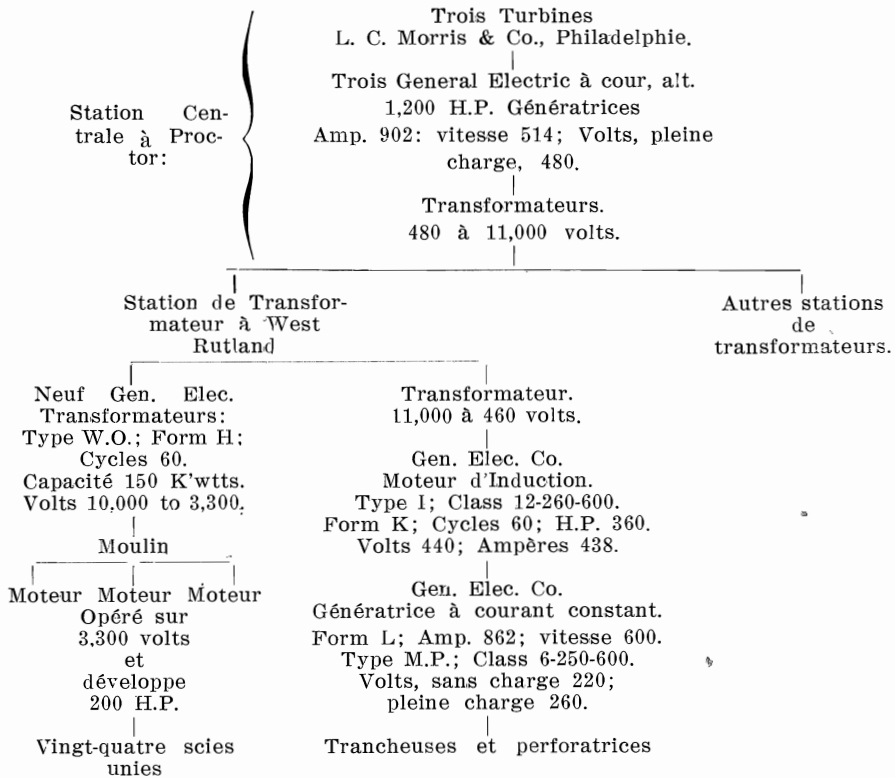 Trois Turbines
L. C. Morris & Co., Philadelphie.
Trois General Electric à cour, alt.
1,200 H.P. Génératrices
Amp. 902: vitesse 514; Volts, pleine
charge, 480.
Station Cen-
trale à Proc-
tor:
Transformateurs.
480 à 11,000 volts.
Station de Transfor-
mateur à West
Rutland
Autres stations
de
transformateurs.
Neuf Gen. Elec.
Transformateurs:
Type W.O.; Form H;
Cycles 60.
Capacité 150 K'wtts.
Volts 10,000 to 3,300.
Moulin
Moteur Moteur Moteur
Opéré sur
3,300 volts
et
développe
200 H.P.
Vingt-quatre scies
unies
Transformateur.
11,000 à 460 volts.
Gen. Elec. Co.
Moteur d'Induction.
Type I; Class 12-260-600.
Form K; Cycles 60; H.P. 360.
Volts 440; Ampères 438.
Gen. Elec. Co.
Génératrice à courant constant.
Form L; Amp. 862; vitesse 600.
Type M.P.; Class 6-250-600.
Volts, sans charge 220;
pleine charge 260.
Trancheuses et perforatrices